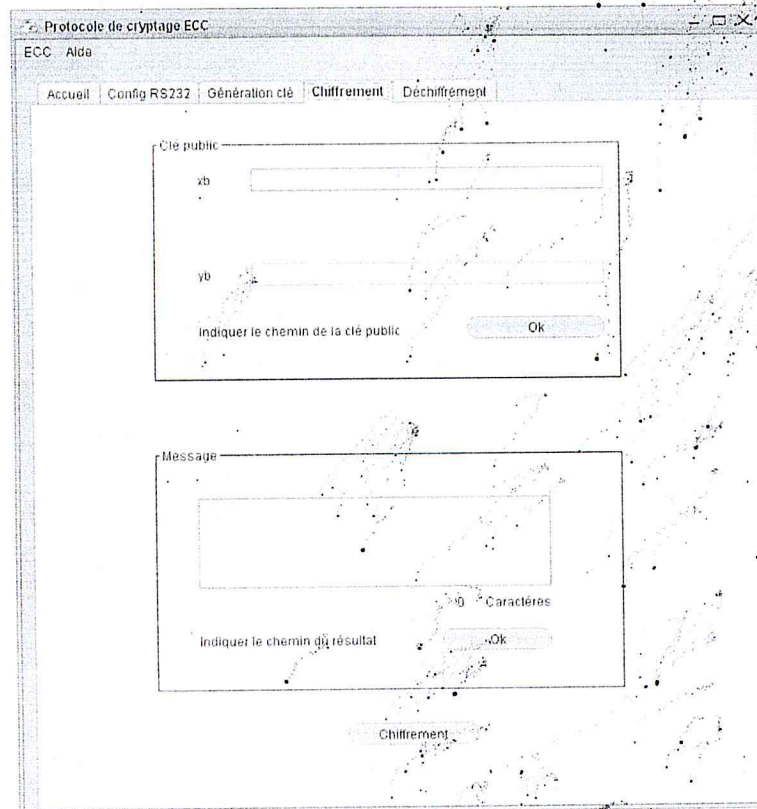 Protocole de cryptage ECC
ECC Aide
Accueil Config RS232 Génération clé Chiffrement Déchiffrement
Clé public
xb
yb
Indiquer le chemin de la clé public Ok
Message
0 Caractères
Indiquer le chemin du résultat Ok
Chiffrement